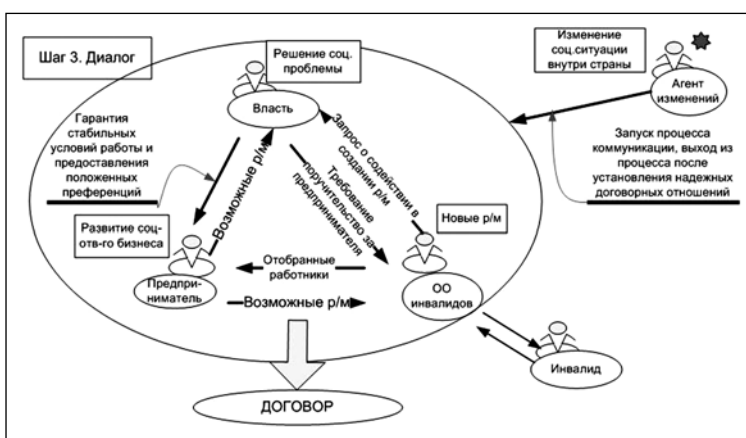 Шаг 3. Диалог
Решение соц.
проблемы
Власть
Изменение
соц.ситуации
внутри страны
Агент
изменений
Гарантия
стабильных
условий работы и
предоставления
положенных
преференций
Запуск процесса
коммуникации, выход из
процесса после
установления надежных
договорных отношений
Возможные р/м
Запрос о содействии в
создании р/м
Требование
поручительство за
предпринимателя
Развитие соц-
отв-го бизнеса
Новые р/м
Предпри-
ниматель
Отобранные
работники
Возможные р/м
ОО
инвалидов
Инвалид
ДОГОВОР